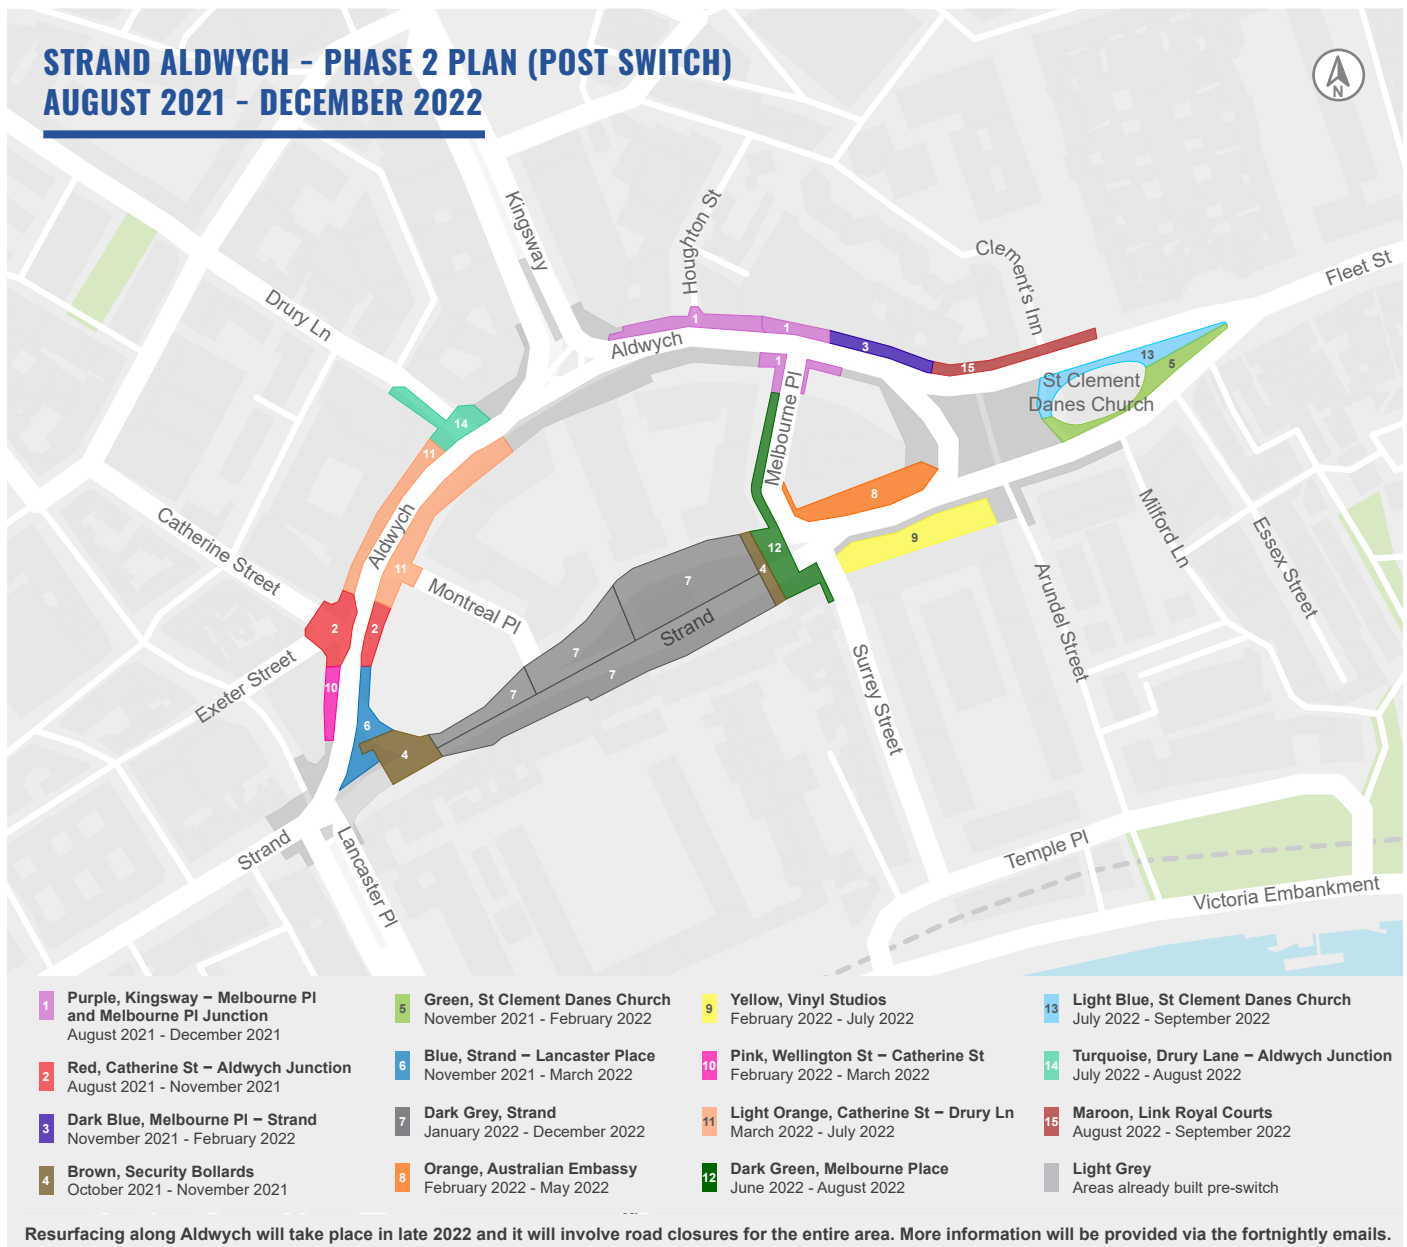 STRAND ALDWYCH - PHASE 2 PLAN (POST SWITCH)
AUGUST 2021 - DECEMBER 2022
N
Kingsway
Houghton St
Clement's Inn
Fleet St
Drury Ln
Aldwych
1
1
3
15
13
5
1
St Clement
Danes Church
Melbourne Pl
14
11
8
9
Milford Ln
Essex Street
Catherine Street
Aldwych
11
Montreal Pl
12
4
7
Arundel Street
2
2
Strand
7
7
7
Exeter Street
10
6
4
Surrey Street
Strand
Lancaster Pl
Temple Pl
Victoria Embankment
1
Purple, Kingsway – Melbourne Pl
and Melbourne Pl Junction
August 2021 - December 2021
2
Red, Catherine St – Aldwych Junction
August 2021 - November 2021
3
Dark Blue, Melbourne Pl – Strand
November 2021 - February 2022
4
Brown, Security Bollards
October 2021 - November 2021
5
Green, St Clement Danes Church
November 2021 - February 2022
6
Blue, Strand – Lancaster Place
November 2021 - March 2022
7
Dark Grey, Strand
January 2022 - December 2022
8
Orange, Australian Embassy
February 2022 - May 2022
9
Yellow, Vinyl Studios
February 2022 - July 2022
10
Pink, Wellington St – Catherine St
February 2022 - March 2022
11
Light Orange, Catherine St – Drury Ln
March 2022 - July 2022
12
Dark Green, Melbourne Place
June 2022 - August 2022
13
Light Blue, St Clement Danes Church
July 2022 - September 2022
14
Turquoise, Drury Lane – Aldwych Junction
July 2022 - August 2022
15
Maroon, Link Royal Courts
August 2022 - September 2022
Light Grey
Areas already built pre-switch
Resurfacing along Aldwych will take place in late 2022 and it will involve road closures for the entire area. More information will be provided via the fortnightly emails.